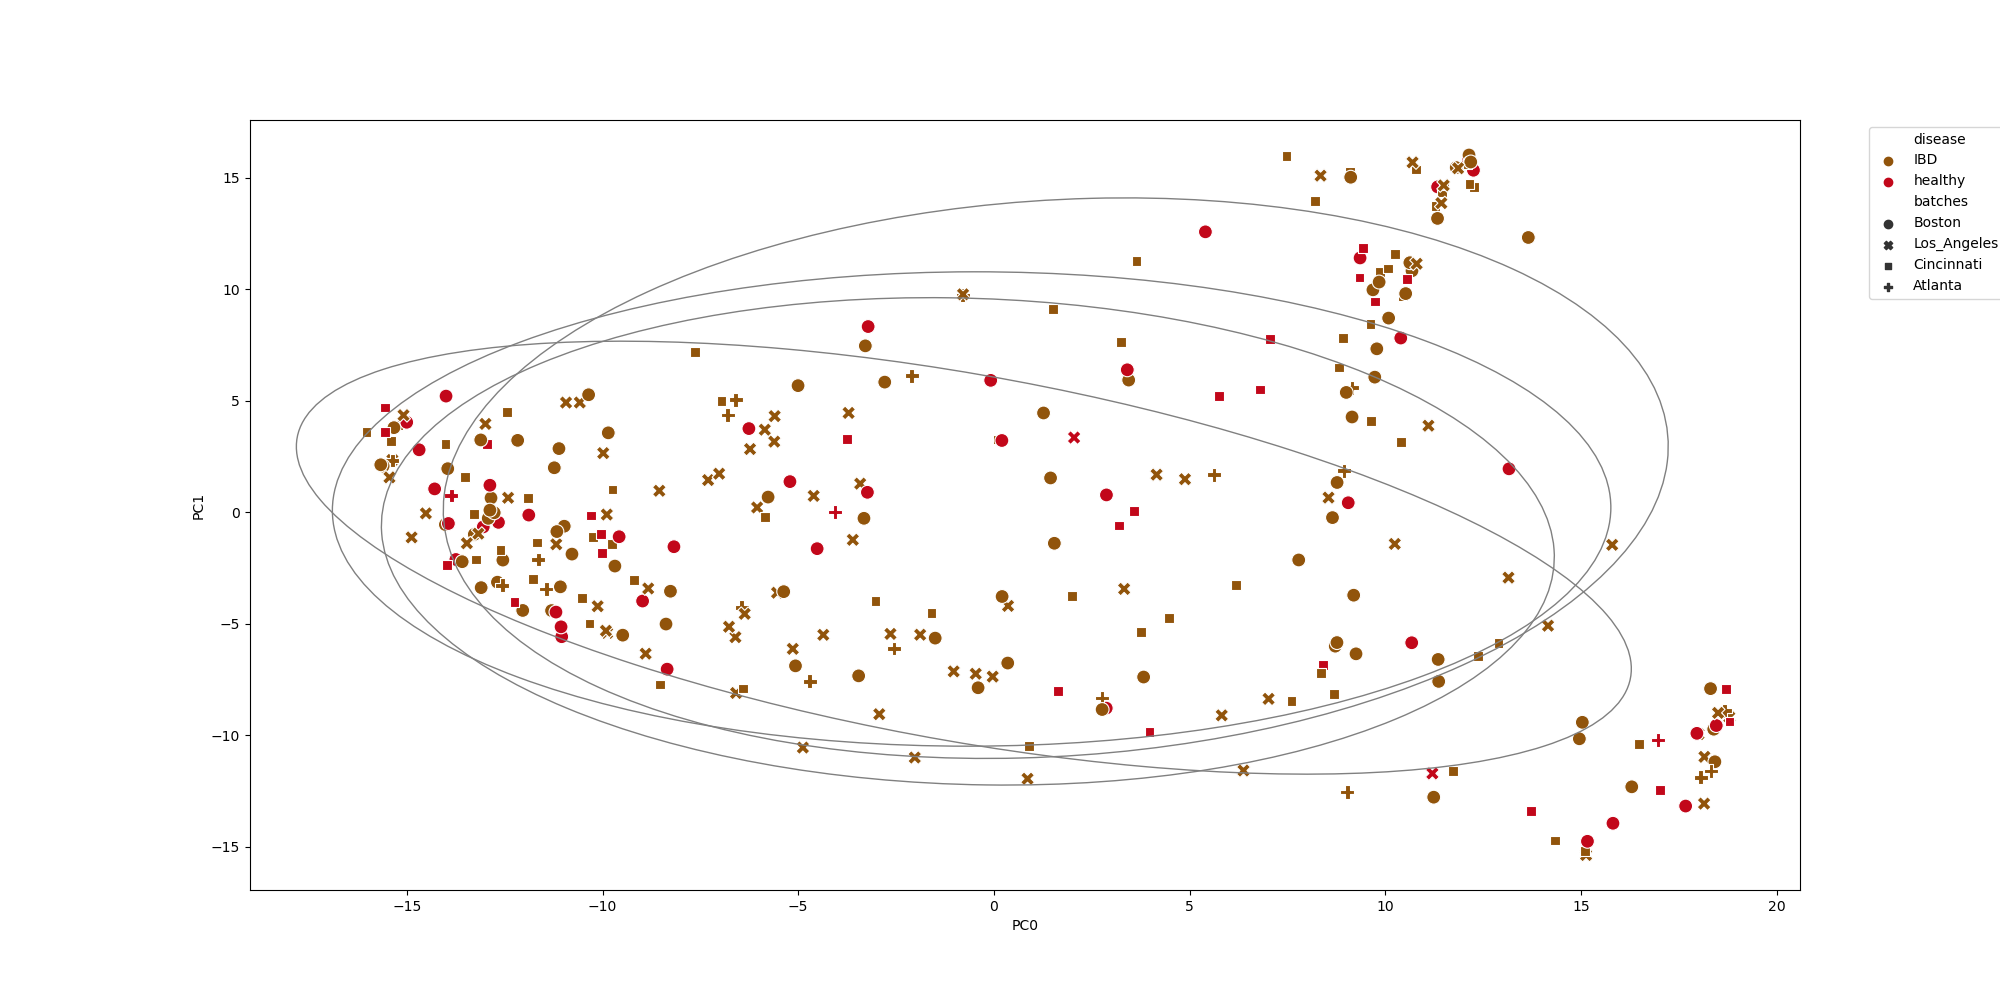 disease
IBD
healthy
batches
Boston
Los_Angeles
Cincinnati
Atlanta
15
10
5
0
−5
−10
−15
PC1
−15 −10 −5 0 5 10 15 20
PC0